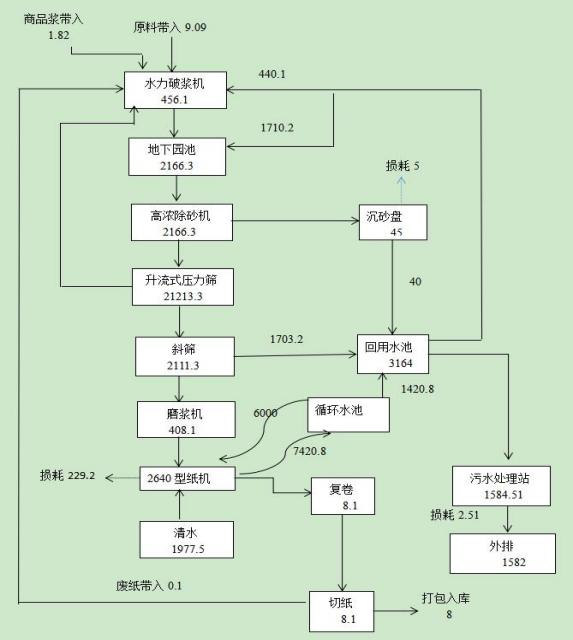 商品浆带入
1.82
原料带入 9.09
水力破浆机
456.1
440.1
地下园池
2166.3
1710.2
损耗 5
高浓除砂机
2166.3
沉砂盘
45
升流式压力筛
21213.3
40
斜筛
2111.3
1703.2
回用水池
3164
1420.8
磨浆机
408.1
6000
循环水池
7420.8
损耗 229.2
2640 型纸机
复卷
8.1
污水处理站
1584.51
损耗 2.51
清水
1977.5
外排
1582
废纸带入 0.1
切纸
8.1
打包入库
8